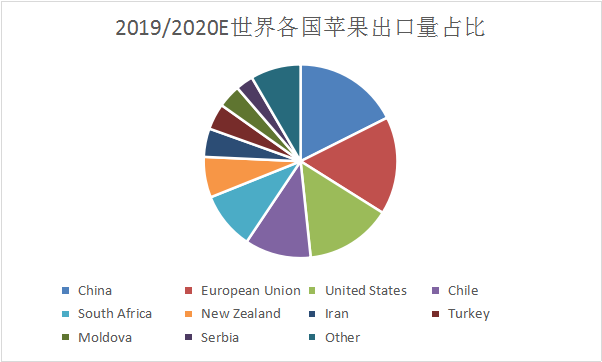 2019/2020E世界各国苹果出口量占比
China European Union United States Chile
South Africa New Zealand Iran Turkey
Moldova Serbia Other